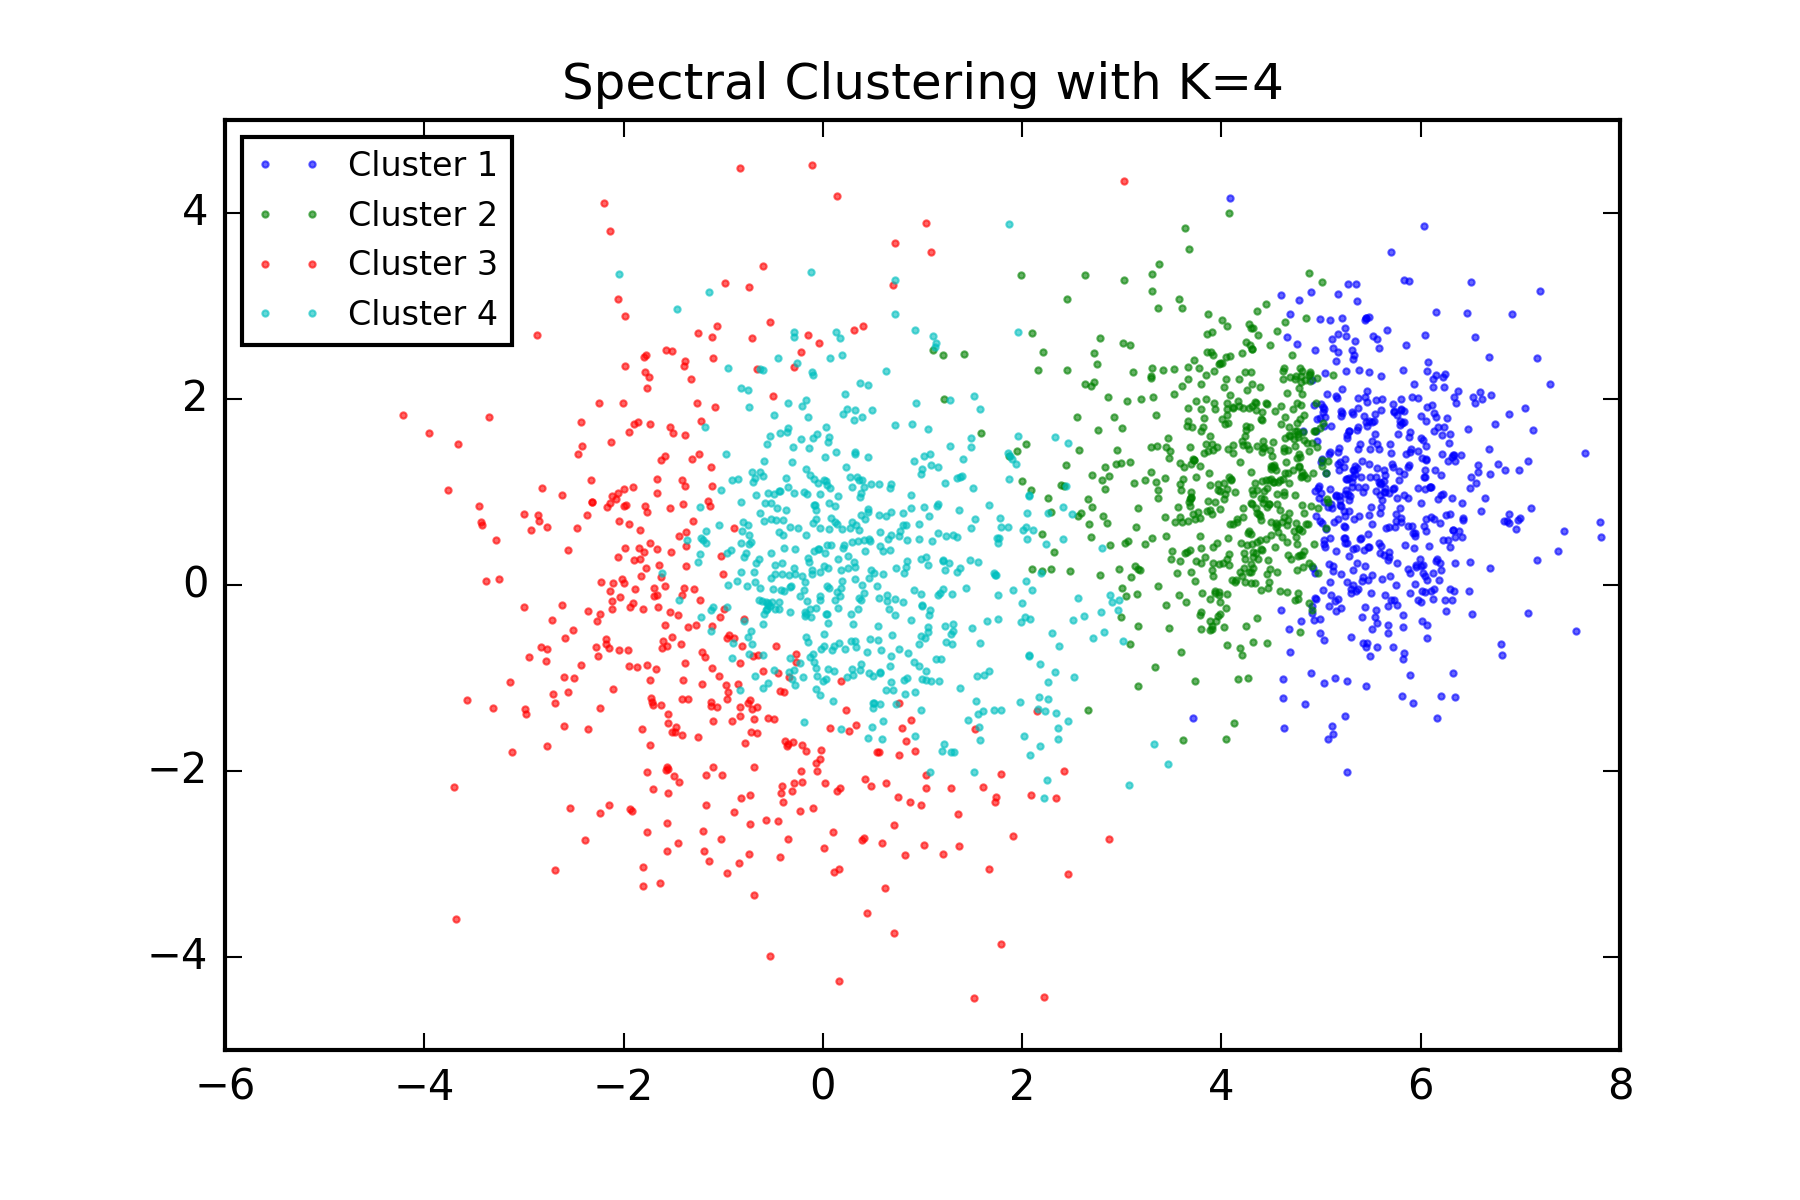 Spectral Clustering with K=4
Cluster 1
Cluster 2
Cluster 3
Cluster 4
4
2
0
−2
−4
−6 −4 −2 0 2 4 6 8